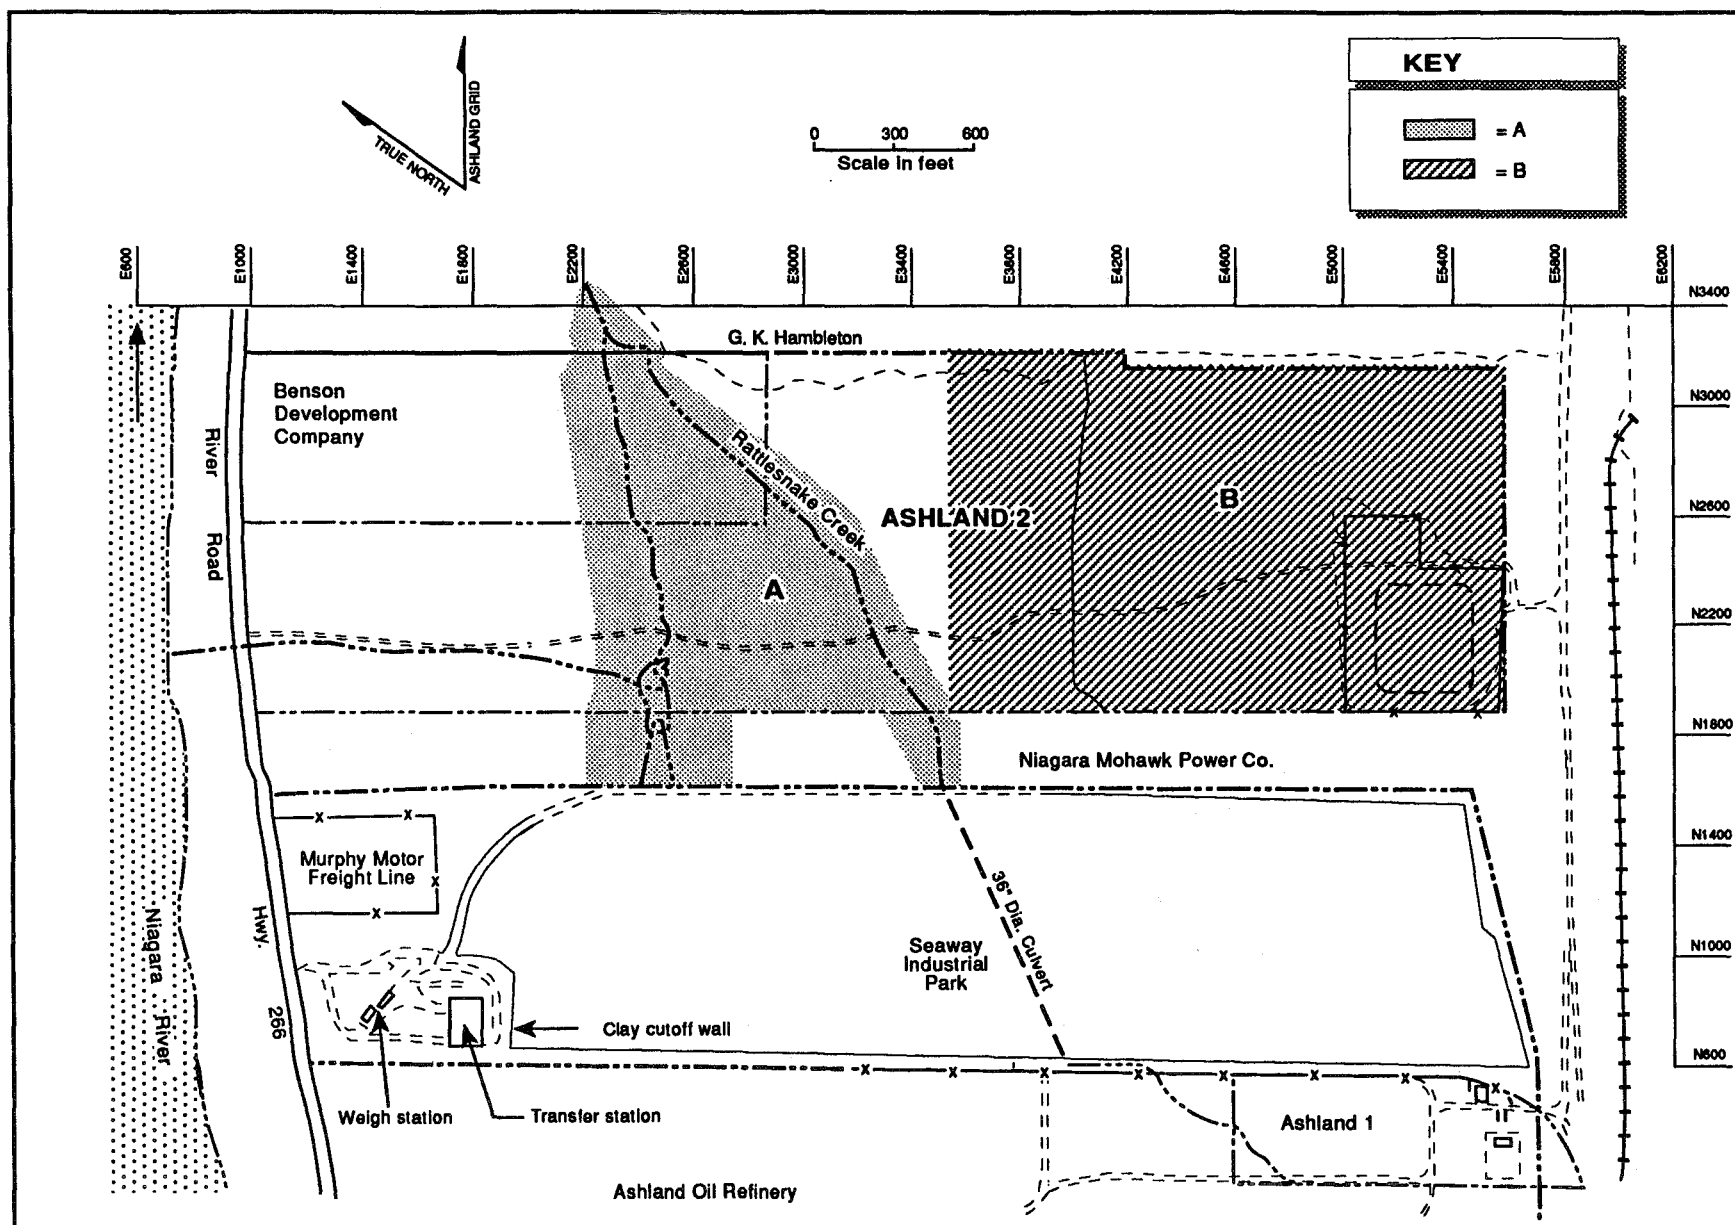 KEY
= A
= B
TRUE NORTH
ASHLAND GRID
0 300 600
Scale in feet
E600
E1000
E1400
E1800
E2200
E2600
E3000
E3400
E3800
E4200
E4600
E5000
E5400
E5800
E6200
N3400
N3000
N2600
N2200
N1800
N1400
N1000
N600
G. K. Hambleton
Benson
Development
Company
River
Road
Rattlesnake Creek
ASHLAND 2
A
B
Niagara Mohawk Power Co.
Murphy Motor
Freight Line
Hwy.
266
Niagara
River
36" Dia. Culvert
Seaway
Industrial
Park
Clay cutoff wall
Weigh station
Transfer station
Ashland 1
Ashland Oil Refinery